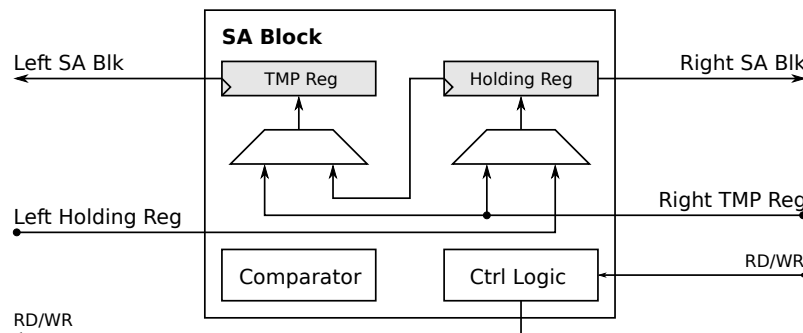 SA Block
Left SA Blk
TMP Reg
Holding Reg
Right SA Blk
Left Holding Reg
Right TMP Reg
Comparator
Ctrl Logic
RD/WR
RD/WR